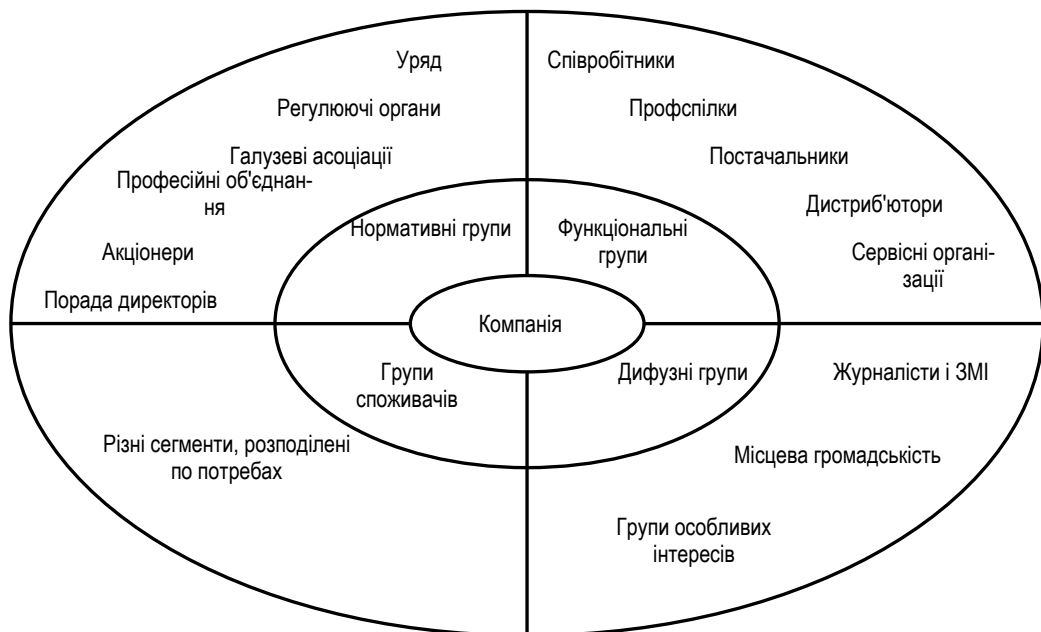 Уряд
Регулюючі органи
Галузеві асоціації
Професійні об'єднан-
ня
Акціонери
Порада директорів
Співробітники
Профспілки
Постачальники
Дистриб'ютори
Сервісні органі-
зації
Нормативні групи
Функціональні
групи
Компанія
Групи
споживачів
Дифузні групи
Різні сегменти, розподілені
по потребах
Журналісти і ЗМІ
Місцева громадськість
Групи особливих
інтересів